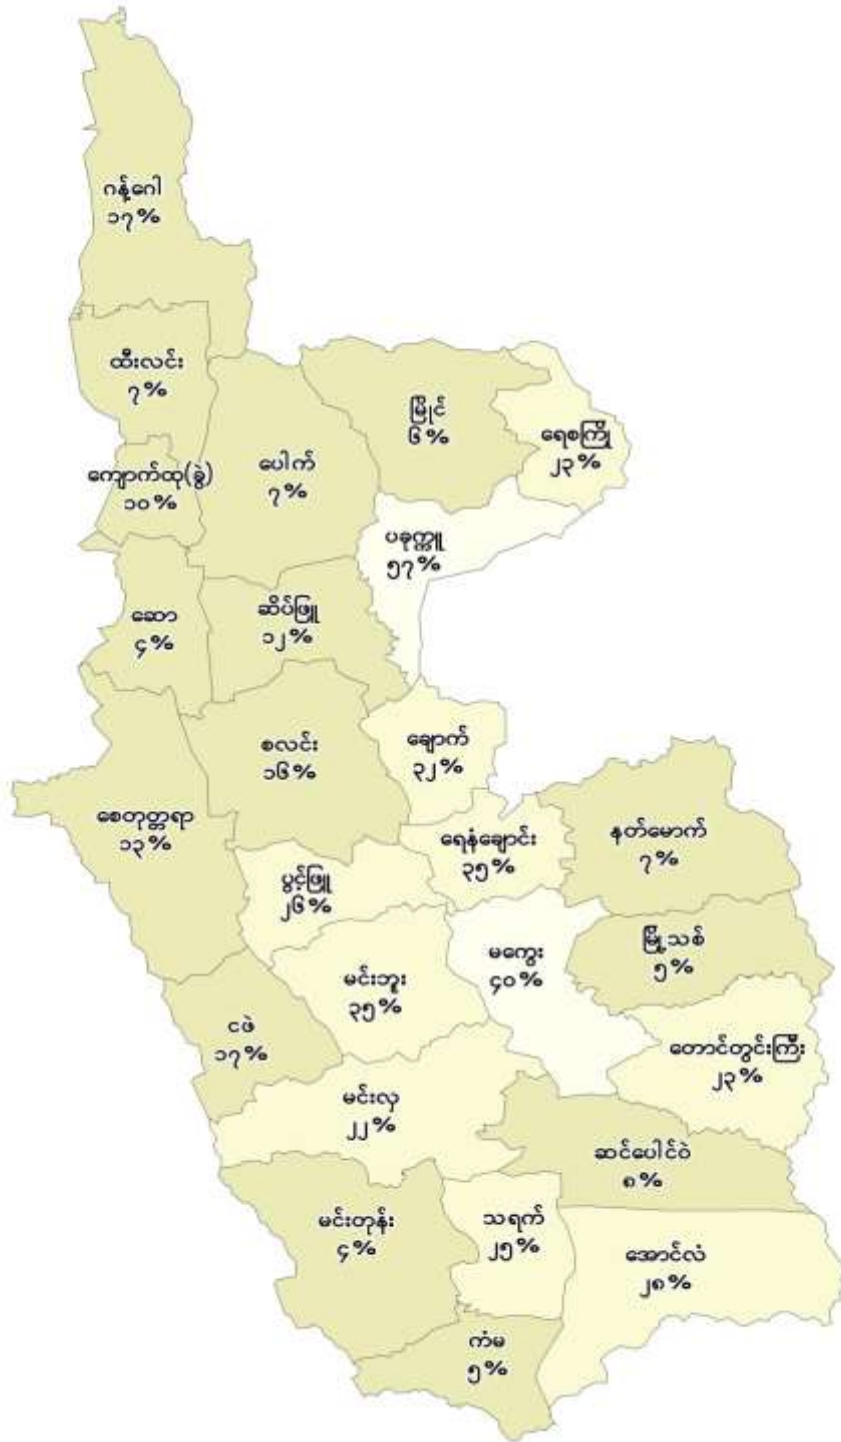 ဂန့်ဂေါ
၁၇%
ထီးလင်း
၇%
မြိုင်
၆%
ရေစကြို
၂၃%
ကျောက်ထု(ခွဲ)
၁၀%
ပေါက်
၇%
ပခုက္ကူ
၅၇%
ဆော
၄%
ဆိပ်ဖြူ
၁၂%
စလင်း
၁၆%
ချောက်
၃၂%
စေတုတ္တရာ
၁၃%
ရေနံချောင်း
၃၅%
နတ်မောက်
၇%
ပွင့်ဖြူ
၂၆%
မကွေး
၄၀%
မြို့သစ်
၅%
မင်းဘူး
၃၅%
ငဖဲ
၁၇%
တောင်တွင်းကြီး
၂၃%
မင်းလှ
၂၂%
ဆင်ပေါင်ဝဲ
၈%
မင်းတုန်း
၄%
သရက်
၂၅%
အောင်လံ
၂၈%
ကံမ
၅%